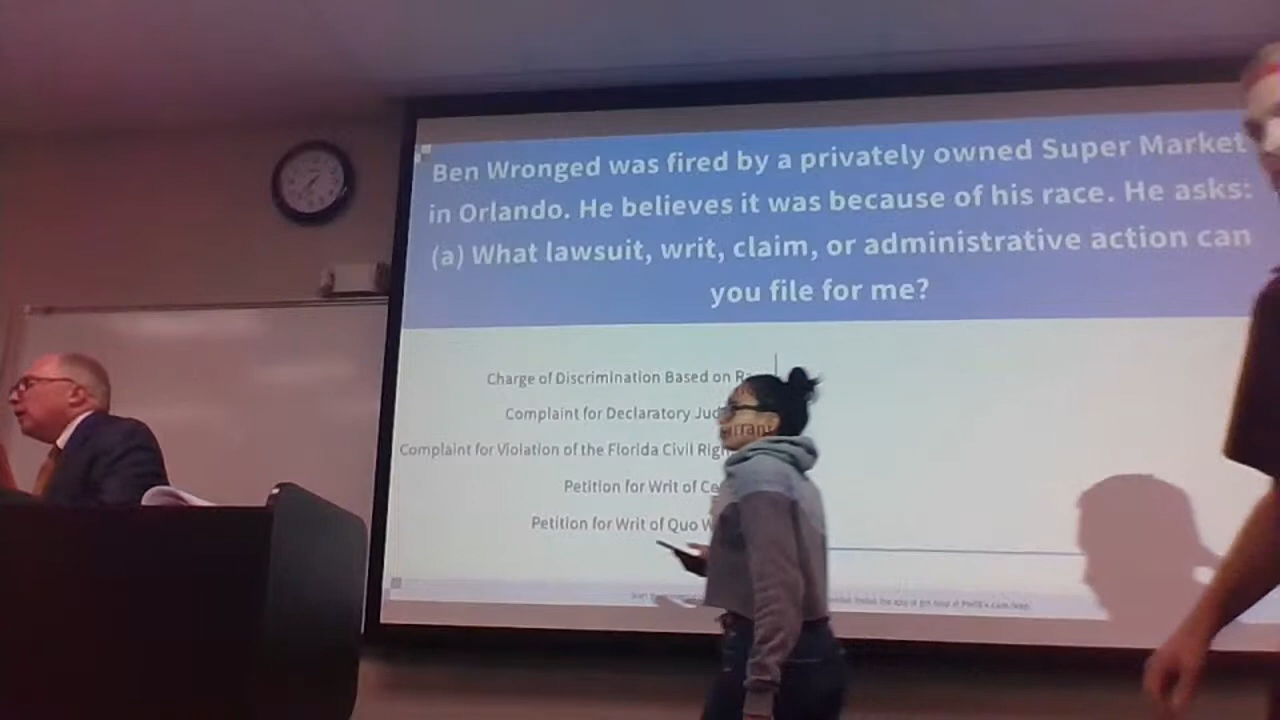 Ben Wronged was fired by a privately owned Super Market
in Orlando. He believes it was because of his race. He asks:
(a) What lawsuit, writ, claim, or administrative action can
you file for me?
Charge of Discrimination Based on
Complaint for Declaratory
Complaint for Violation of the Florida Civil
Petition for Writ of
Petition for Writ of Quo